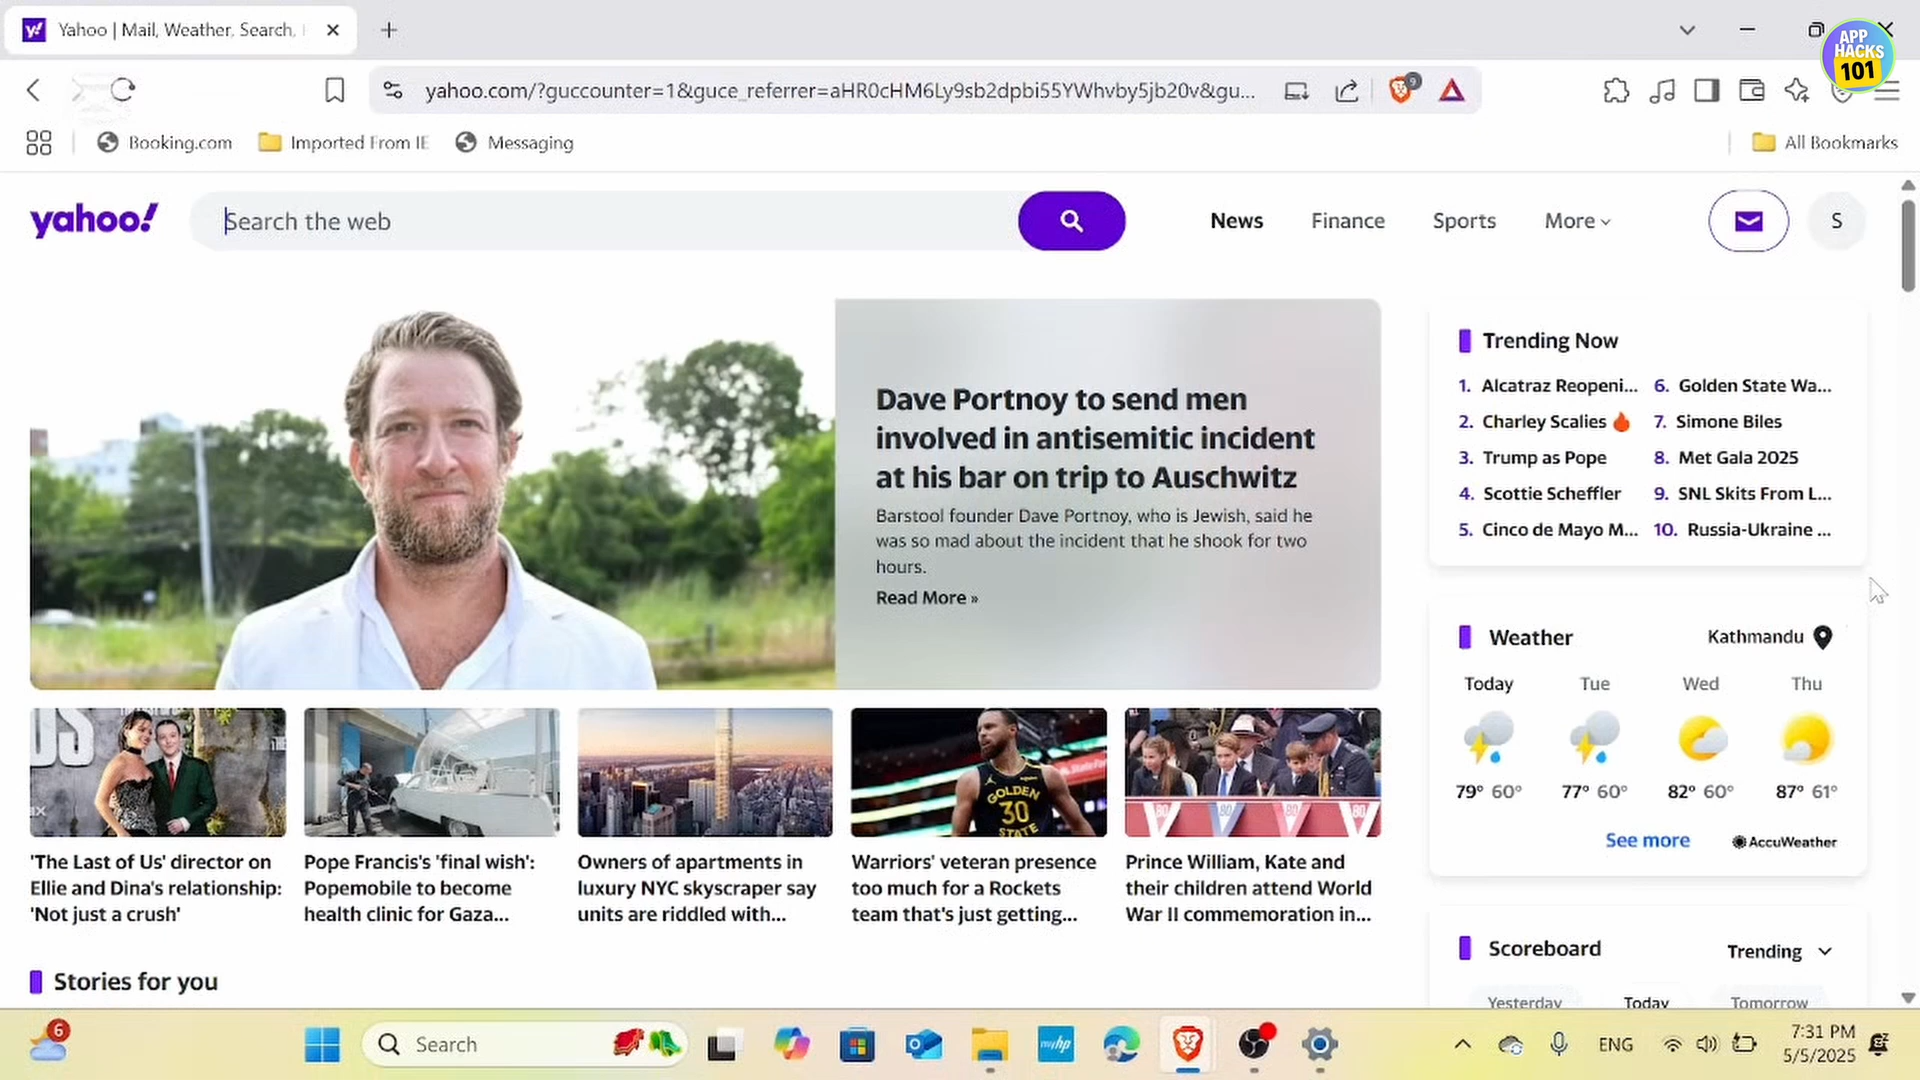 Yahoo | Mail, Weather, Search,
APP
HACKS
101
yahoo.com/?guccounter=1&guce_referrer=aHR0cHM6Ly9sb2dpbi55YWhvby5jb20v&gu...
9
Booking.com
Imported From IE
Messaging
All Bookmarks
yahoo!
Search the web
News
Finance
Sports
More
S
Dave Portnoy to send men
involved in antisemitic incident
at his bar on trip to Auschwitz
Barstool founder Dave Portnoy, who is Jewish, said he
was so mad about the incident that he shook for two
hours.
Read More »
Trending Now
1. Alcatraz Reopeni...
2. Charley Scalies
3. Trump as Pope
4. Scottie Scheffler
5. Cinco de Mayo M...
6. Golden State Wa...
7. Simone Biles
8. Met Gala 2025
9. SNL Skits From L...
10. Russia-Ukraine ...
Weather
Kathmandu
Today Tue Wed Thu
79° 60° 77° 60° 82° 60° 87° 61°
See more
AccuWeather
US
GOLDEN
30
STATE
80
'The Last of Us' director on
Ellie and Dina's relationship:
'Not just a crush'
Pope Francis's 'final wish':
Popemobile to become
health clinic for Gaza...
Owners of apartments in
luxury NYC skyscraper say
units are riddled with...
Warriors' veteran presence
too much for a Rockets
team that's just getting...
Prince William, Kate and
their children attend World
War II commemoration in...
Stories for you
Scoreboard
Trending
Yesterday Today Tomorrow
6
Search
myhp
ENG
7:31 PM
5/5/2025